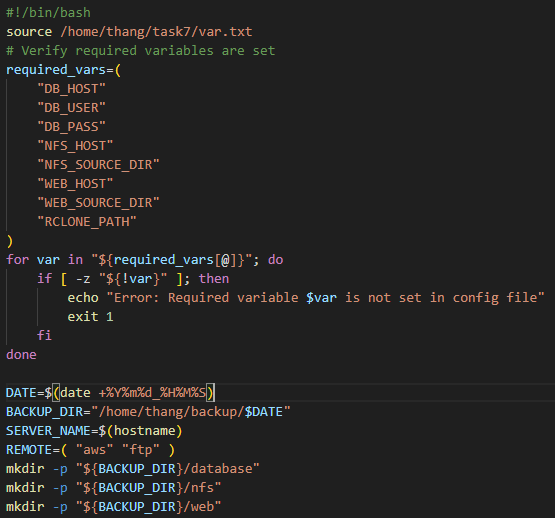 #!/bin/bash
source /home/thang/task7/var.txt
# Verify required variables are set
required_vars=(
    "DB_HOST"
    "DB_USER"
    "DB_PASS"
    "NFS_HOST"
    "NFS_SOURCE_DIR"
    "WEB_HOST"
    "WEB_SOURCE_DIR"
    "RCLONE_PATH"
)
for var in "${required_vars[@]}"; do
    if [ -z "${!var}" ]; then
        echo "Error: Required variable $var is not set in config file"
        exit 1
    fi
done

DATE=$(date +%Y%m%d_%H%M%S)
BACKUP_DIR="/home/thang/backup/$DATE"
SERVER_NAME=$(hostname)
REMOTE=( "aws" "ftp" )
mkdir -p "${BACKUP_DIR}/database"
mkdir -p "${BACKUP_DIR}/nfs"
mkdir -p "${BACKUP_DIR}/web"